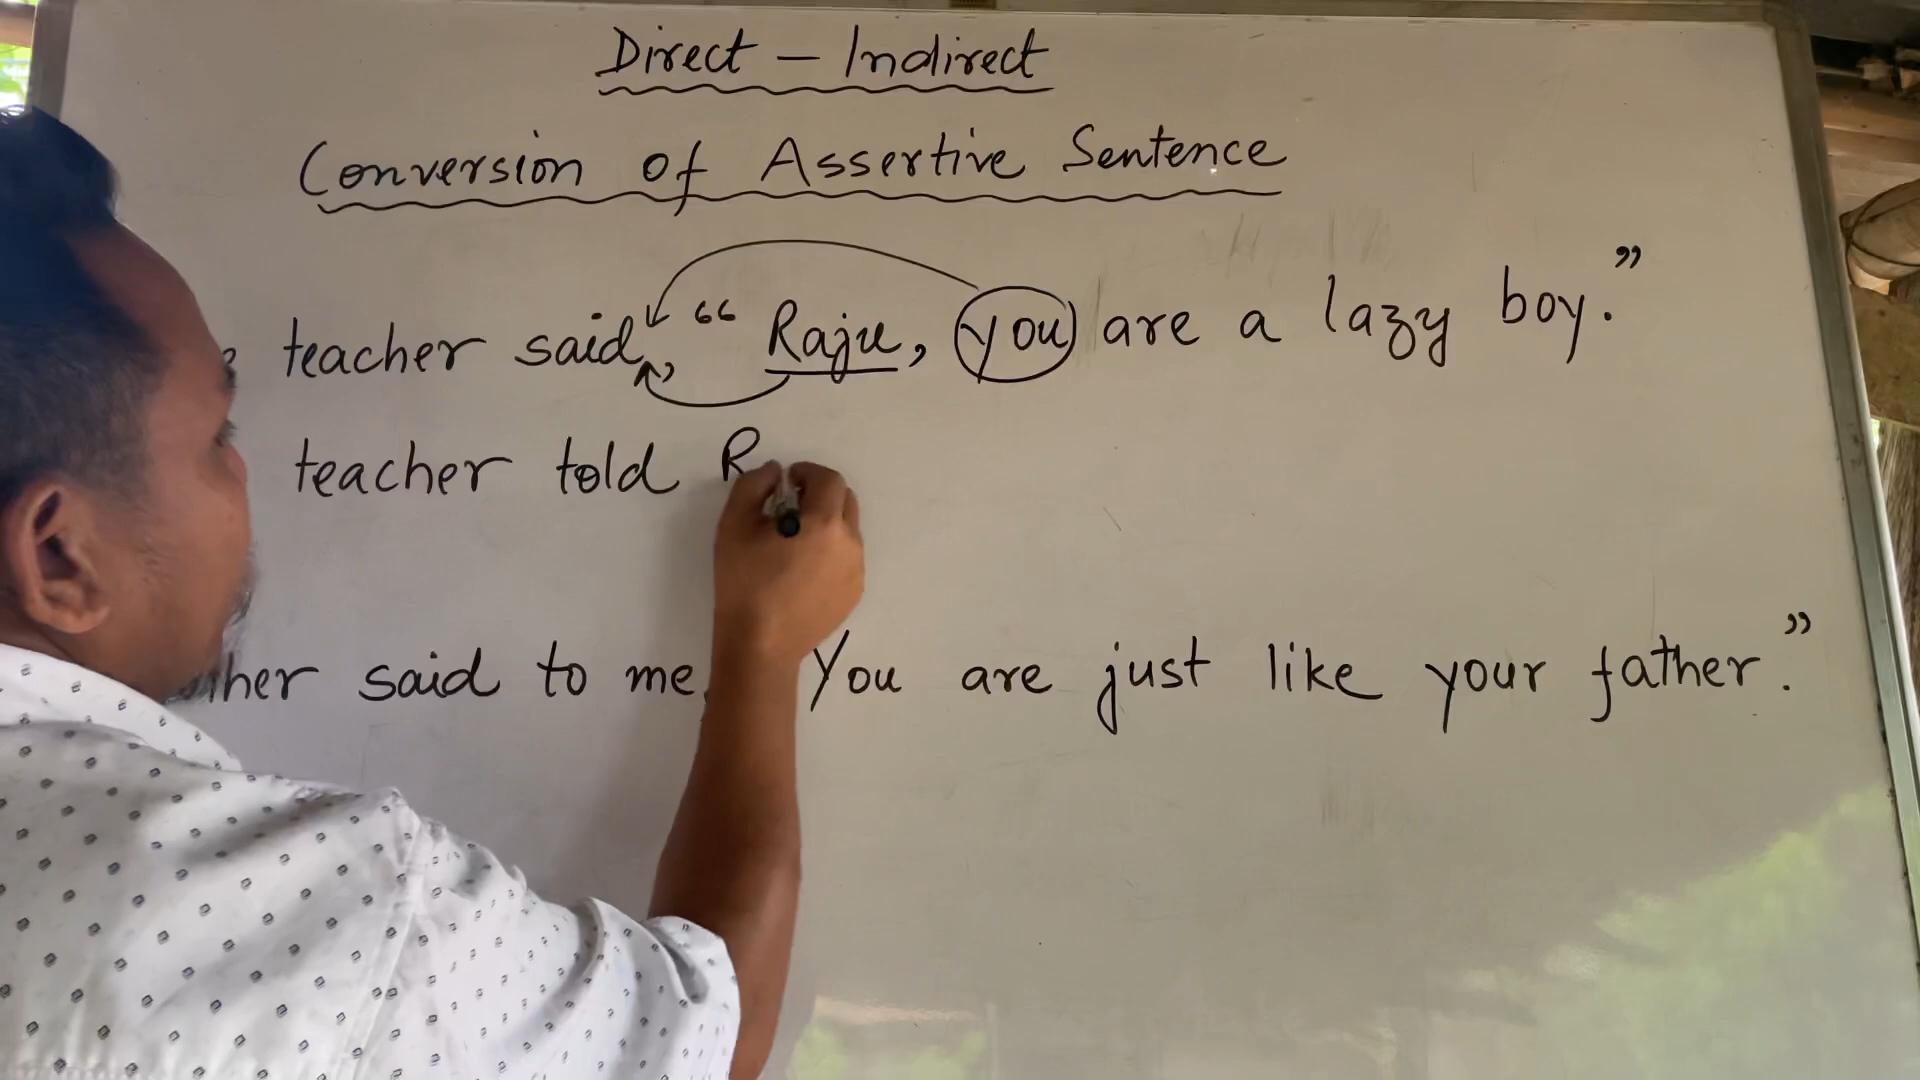 Direct – Indirect
Conversion of Assertive Sentence
teacher said, “ Raju, you are a lazy boy.”
teacher told R
said to me, You are just like your father.”